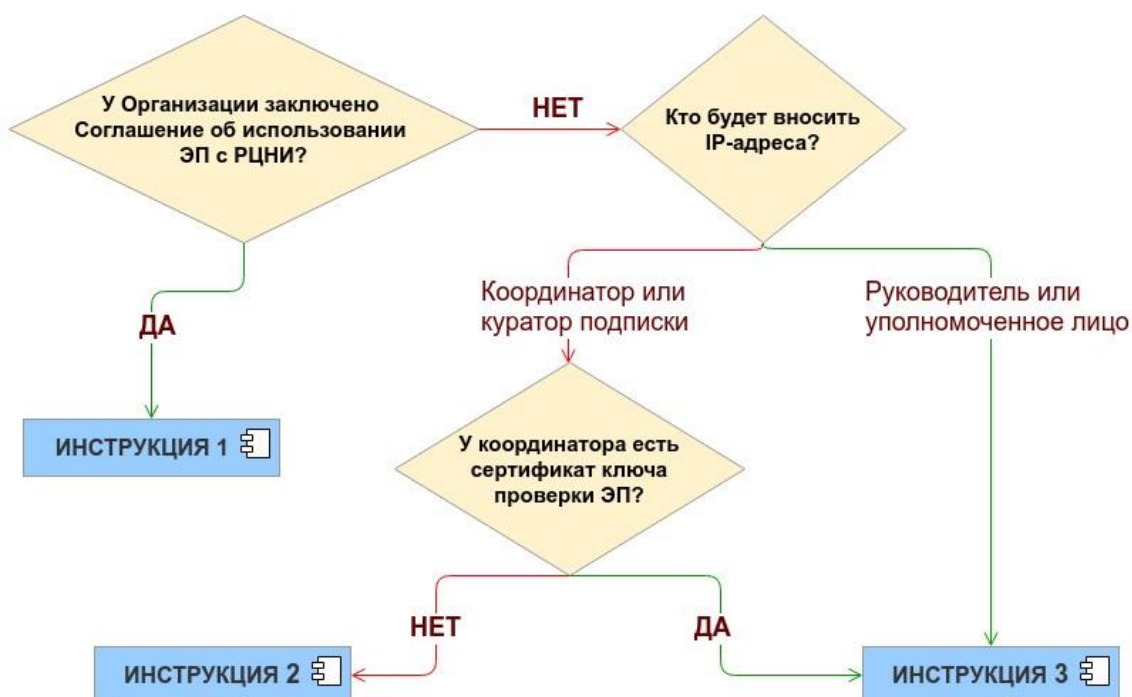 У Организации заключено
Соглашение об использовании
ЭП с РЦНИ?
НЕТ
Кто будет вносить
IP-адреса?
ДА
Координатор или
куратор подписки
Руководитель или
уполномоченное лицо
ИНСТРУКЦИЯ 1
У координатора есть
сертификат ключа
проверки ЭП?
НЕТ
ДА
ИНСТРУКЦИЯ 2
ИНСТРУКЦИЯ 3